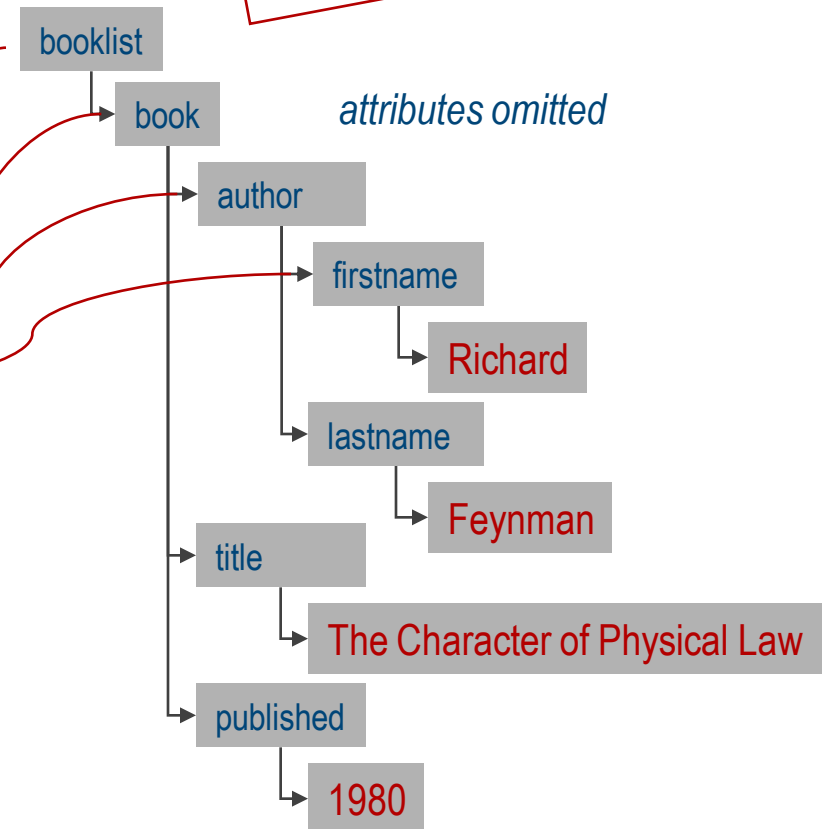 booklist
book
attributes omitted
author
firstname
Richard
lastname
Feynman
title
The Character of Physical Law
published
1980